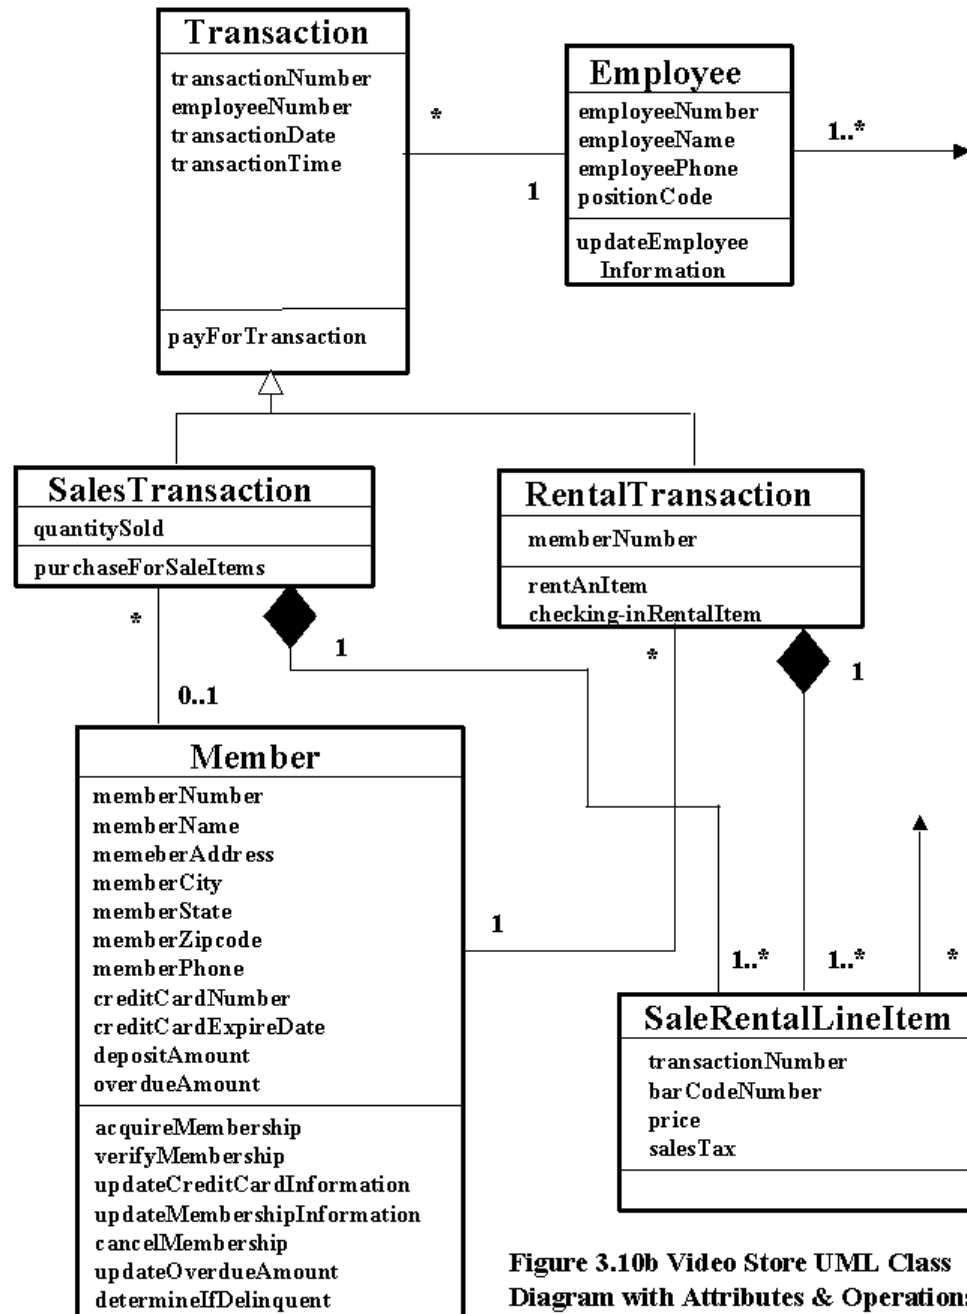 Transaction
transactionNumber
employeeNumber
transactionDate
transactionTime
payForTransaction
*
1
Employee
employeeNumber
employeeName
employeePhone
positionCode
updateEmployee
Information
1..*
SalesTransaction
quantitySold
purchaseForSaleItems
RentalTransaction
memberNumber
rentAnItem
checking-inRentalItem
*
0..1
1
*
1
Member
memberNumber
memberName
memeberAddress
memberCity
memberState
memberZipcode
memberPhone
creditCardNumber
creditCardExpireDate
depositAmount
overdueAmount
acquireMembership
verifyMembership
updateCreditCardInformation
updateMembershipInformation
cancelMembership
updateOverdueAmount
determineIfDelinquent
1
1..*
1..*
*
SaleRentalLineItem
transactionNumber
barCodeNumber
price
salesTax
Figure 3.10b Video Store UML Class
Diagram with Attributes & Operations